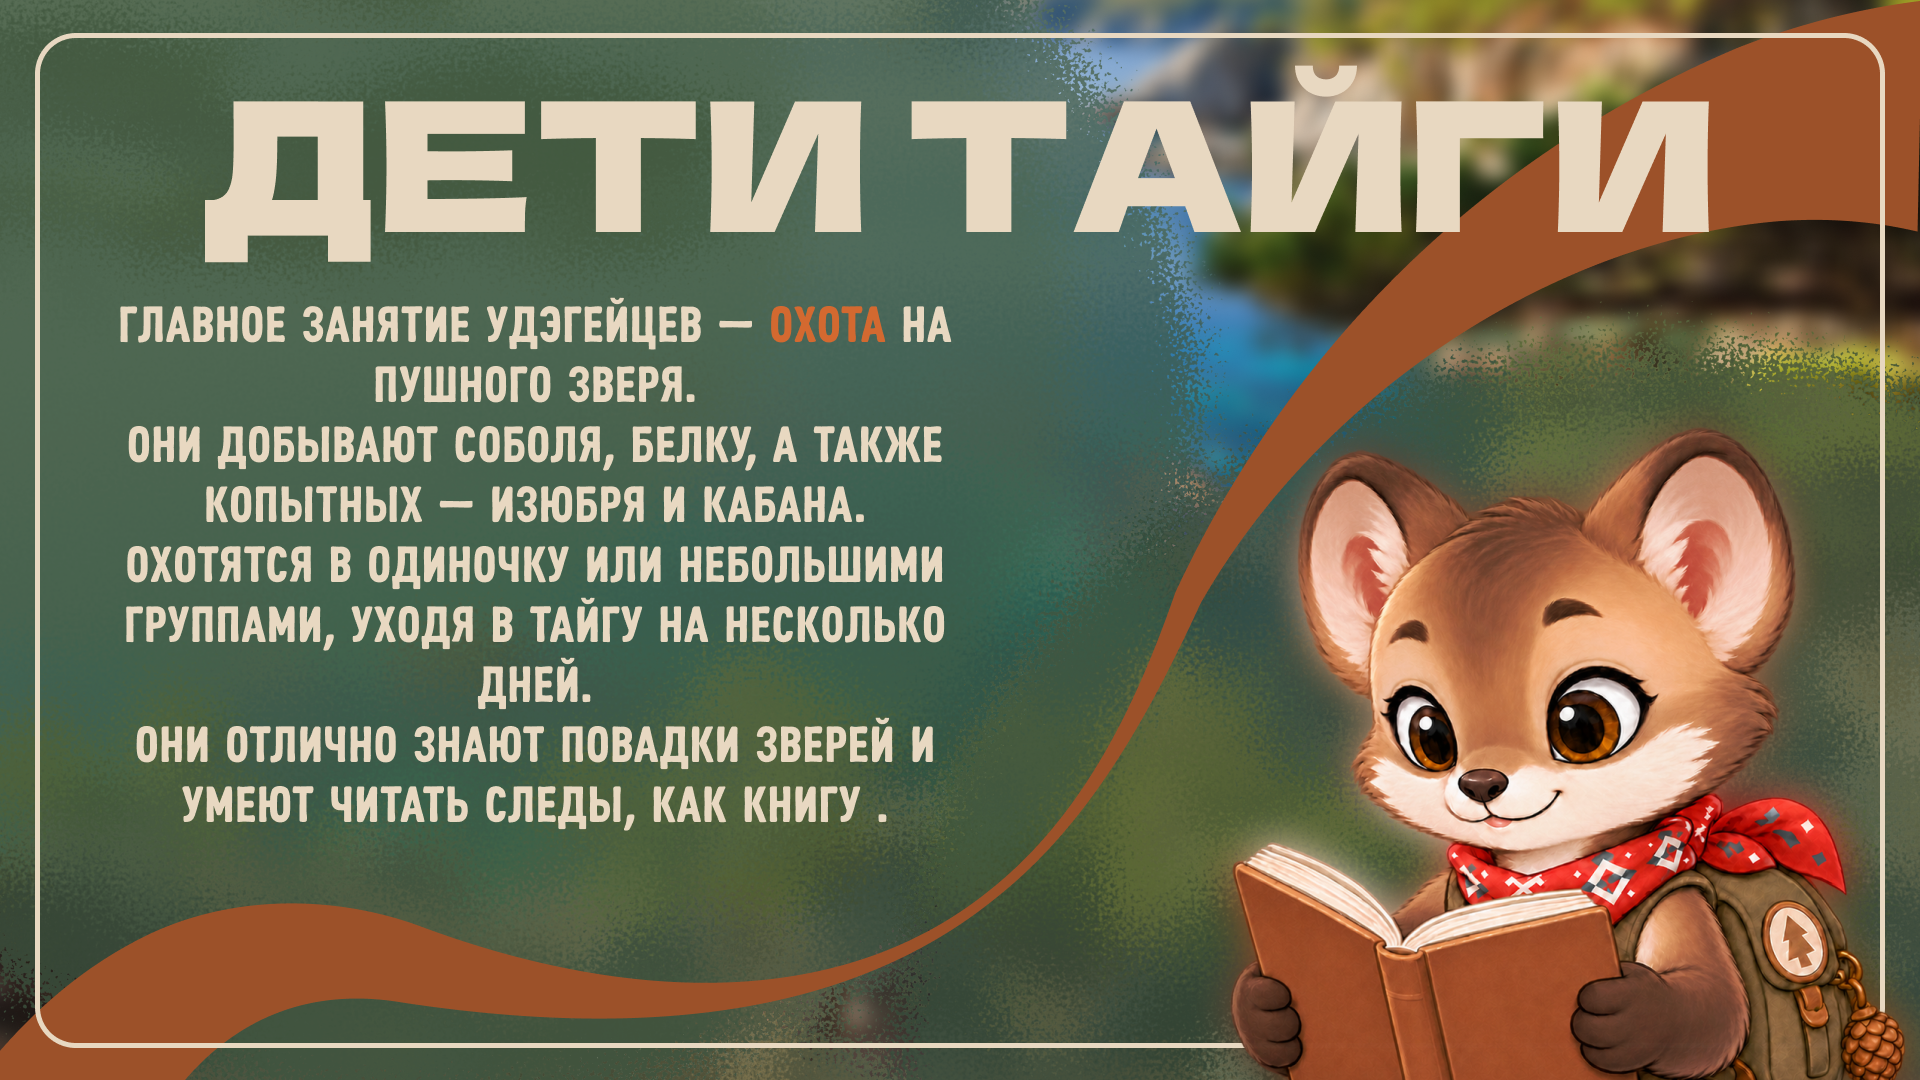 ДЕТИ ТАЙГИ
ГЛАВНОЕ ЗАНЯТИЕ УДЭГЕЙЦЕВ — ОХОТА НА
ПУШНОГО ЗВЕРЯ.
ОНИ ДОБЫВАЮТ СОБОЛЯ, БЕЛКУ, А ТАКЖЕ
КОПЫТНЫХ — ИЗЮБРЯ И КАБАНА.
ОХОТЯТСЯ В ОДИНОЧКУ ИЛИ НЕБОЛЬШИМИ
ГРУППАМИ, УХОДЯ В ТАЙГУ НА НЕСКОЛЬКО
ДНЕЙ.
ОНИ ОТЛИЧНО ЗНАЮТ ПОВАДКИ ЗВЕРЕЙ И
УМЕЮТ ЧИТАТЬ СЛЕДЫ, КАК КНИГУ .